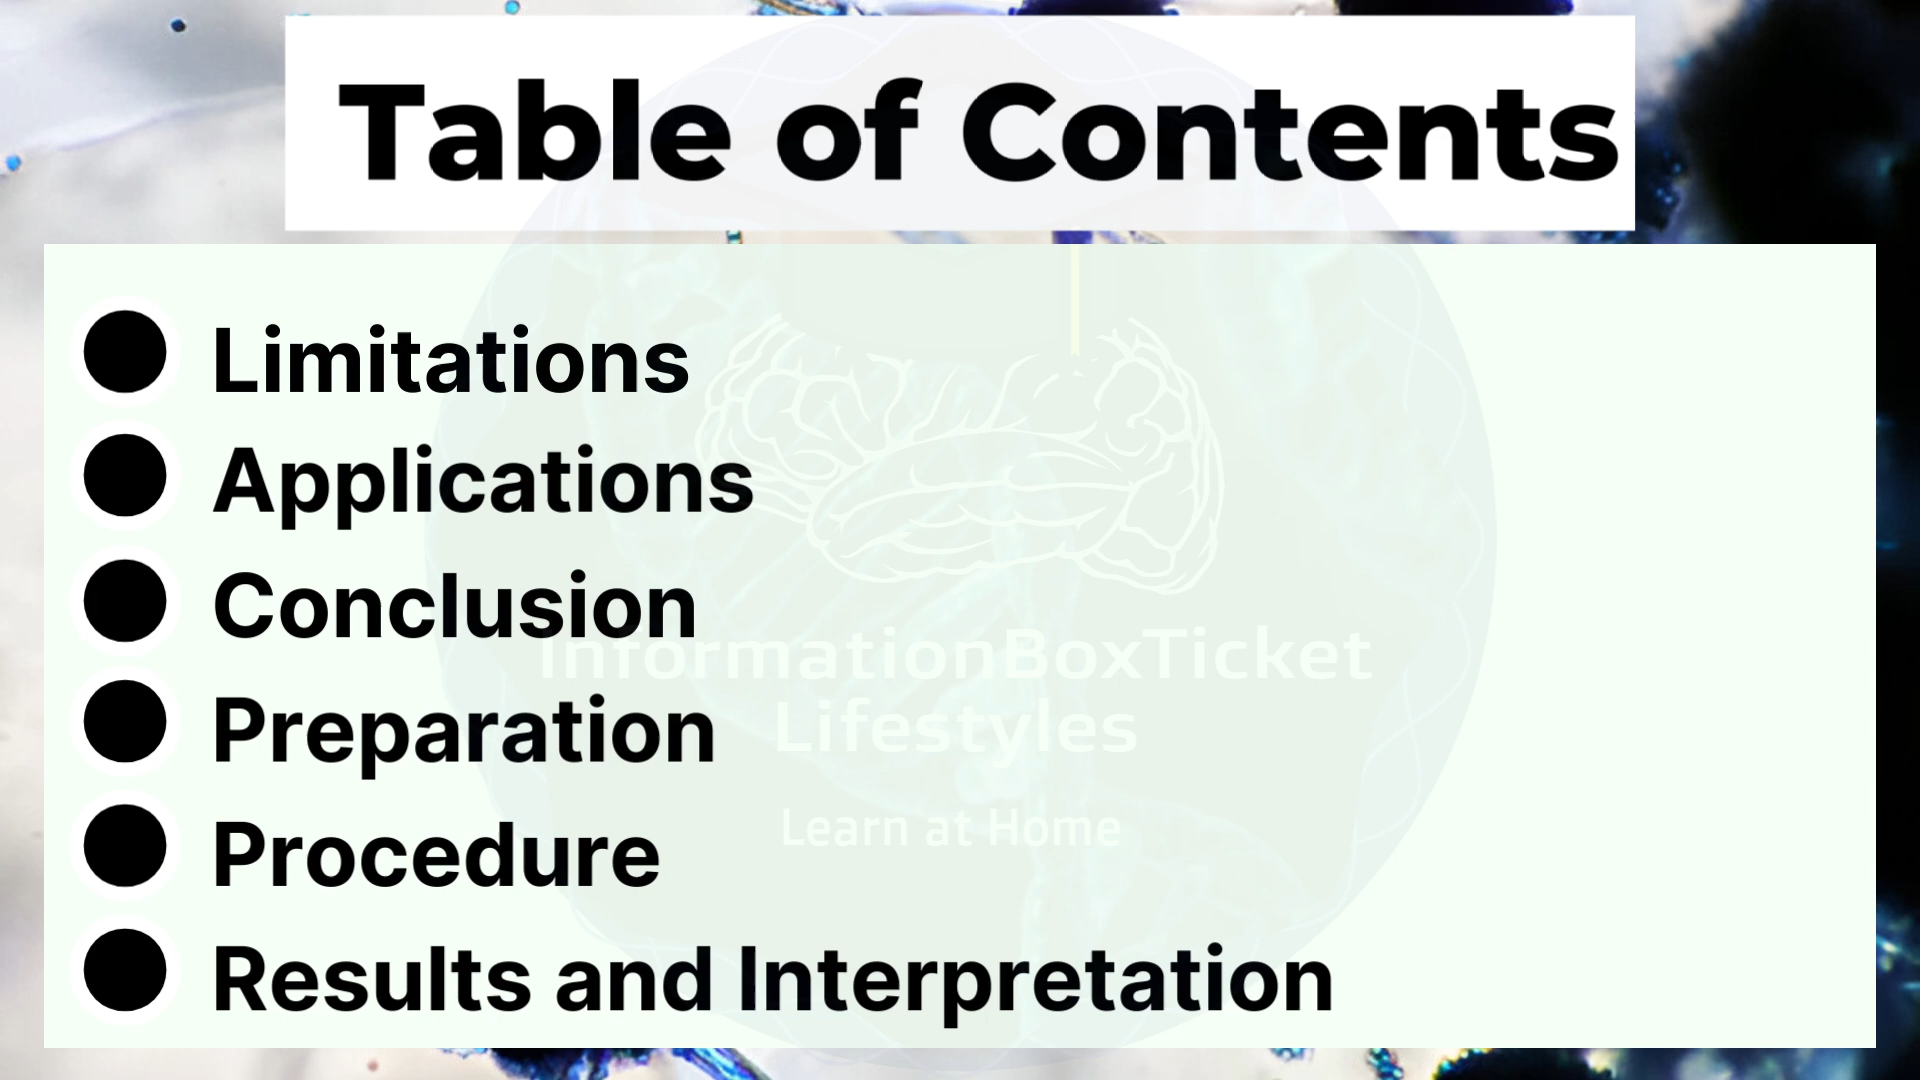 Table of Contents
Limitations
Applications
Conclusion
InformationBoxTicket
Lifestyles
Preparation
Learn at Home
Procedure
Results and Interpretation